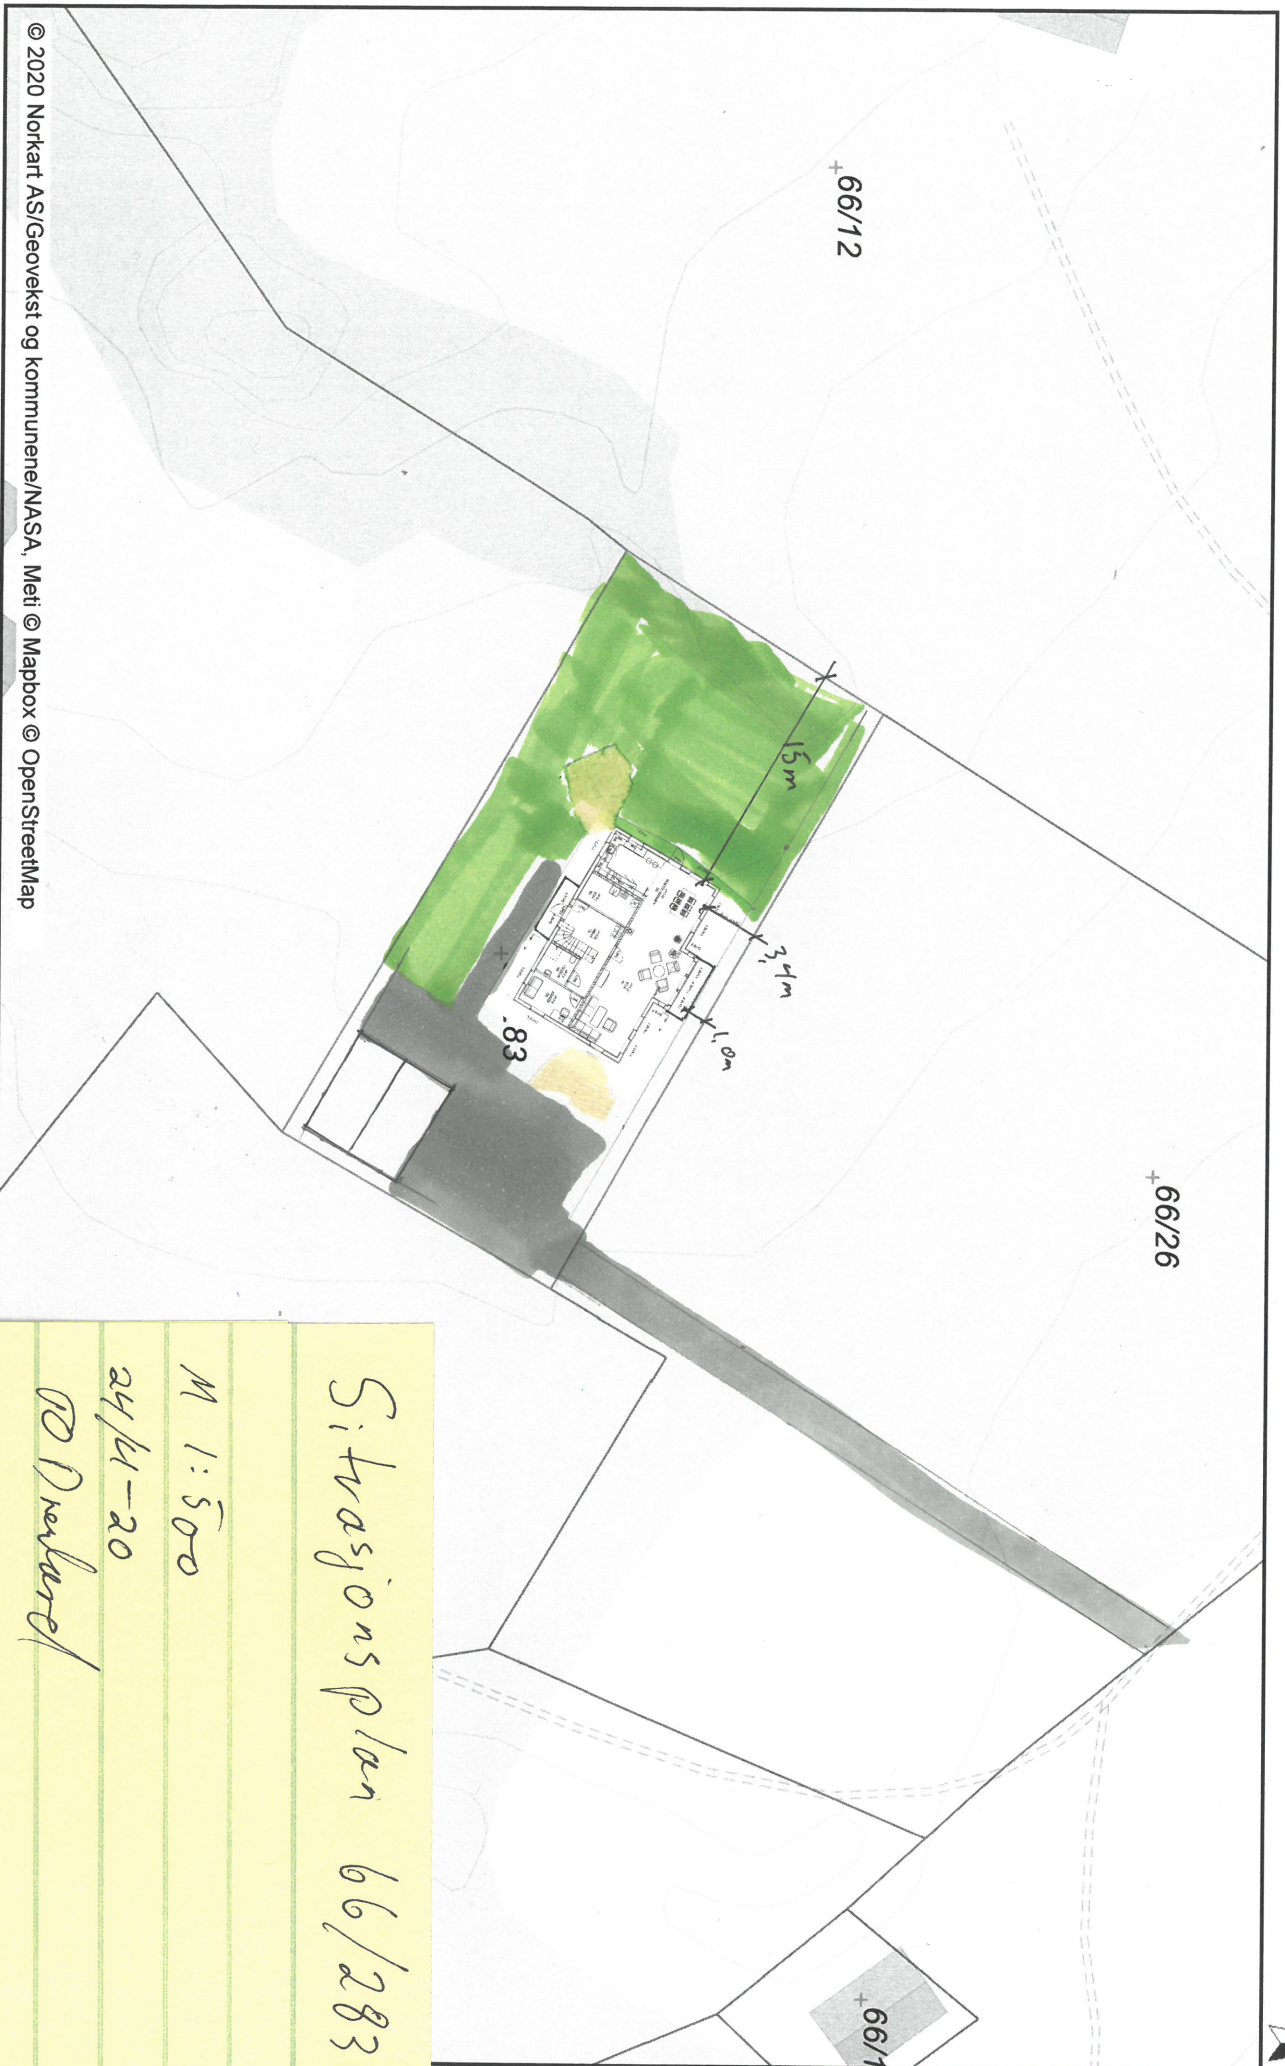 66/12
66/26
15m
3,4m
1,0m
.83
66/1
Situasjonsplan 66/283
M 1:500
24/11-20
© 2020 Norkart AS/Geovekst og kommunene/NASA, Meti © Mapbox © OpenStreetMap